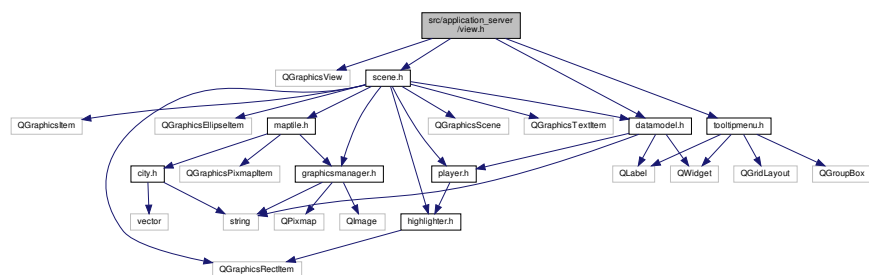 src/application_server
/view.h
QGraphicsView
scene.h
QGraphicsItem
QGraphicsEllipseItem
maptile.h
QGraphicsScene
QGraphicsTextItem
datamodel.h
tooltipmenu.h
city.h
QGraphicsPixmapItem
graphicsmanager.h
player.h
QLabel
QWidget
QGridLayout
QGroupBox
vector
string
QPixmap
QImage
highlighter.h
QGraphicsRectItem